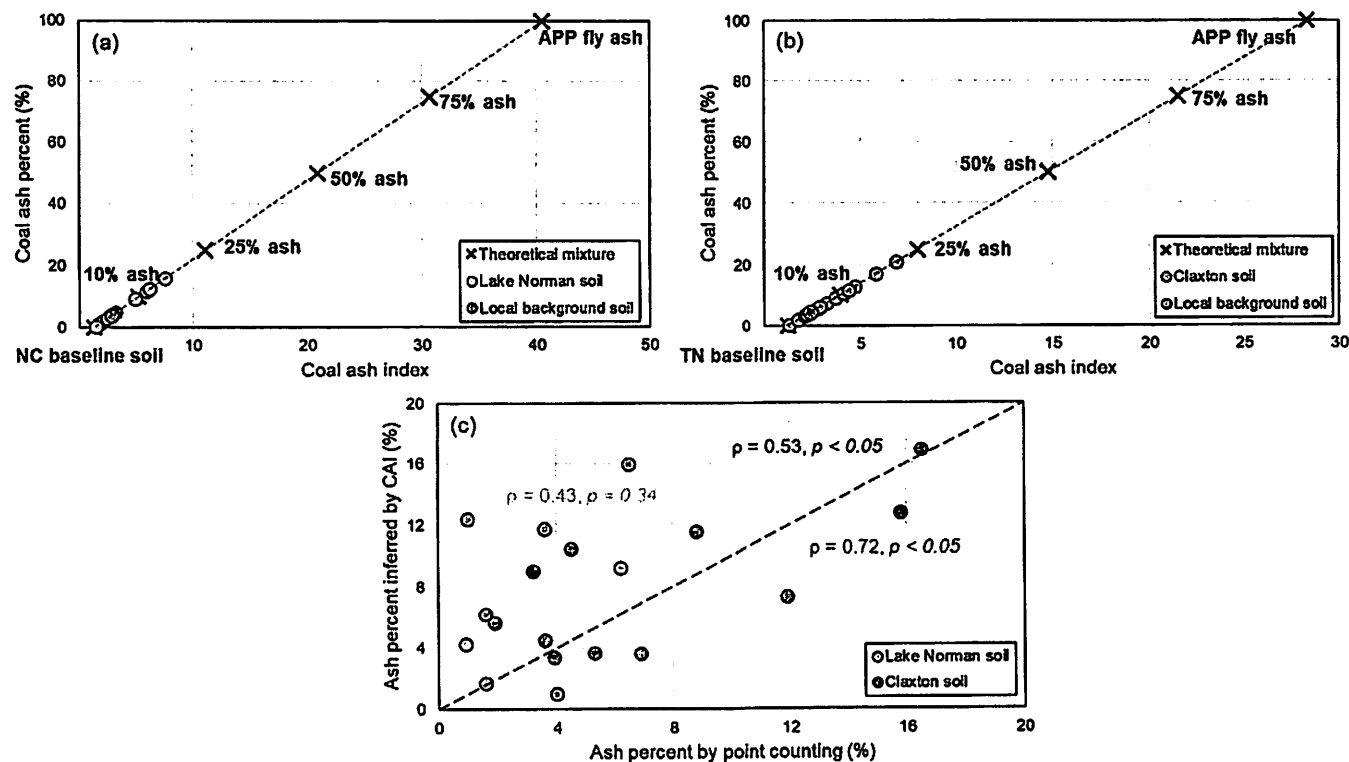 (a)
Coal ash percent (%)
100
80
60
40
20
0
APP fly ash
75% ash
50% ash
25% ash
10% ash
×Theoretical mixture
Lake Norman soil
Local background soil
NC baseline soil
10
20
30
40
50
Coal ash index
(b)
Coal ash percent (%)
100
80
60
40
20
0
APP fly ash
75% ash
50% ash
25% ash
10% ash
×Theoretical mixture
Claxton soil
Local background soil
TN baseline soil
5
10
15
20
25
30
Coal ash index
(c)
Ash percent inferred by CAI (%)
20
16
12
8
4
0
ρ = 0.53, p < 0.05
ρ = 0.43, p = 0.34
ρ = 0.72, p < 0.05
Lake Norman soil
Claxton soil
0
4
8
12
16
20
Ash percent by point counting (%)